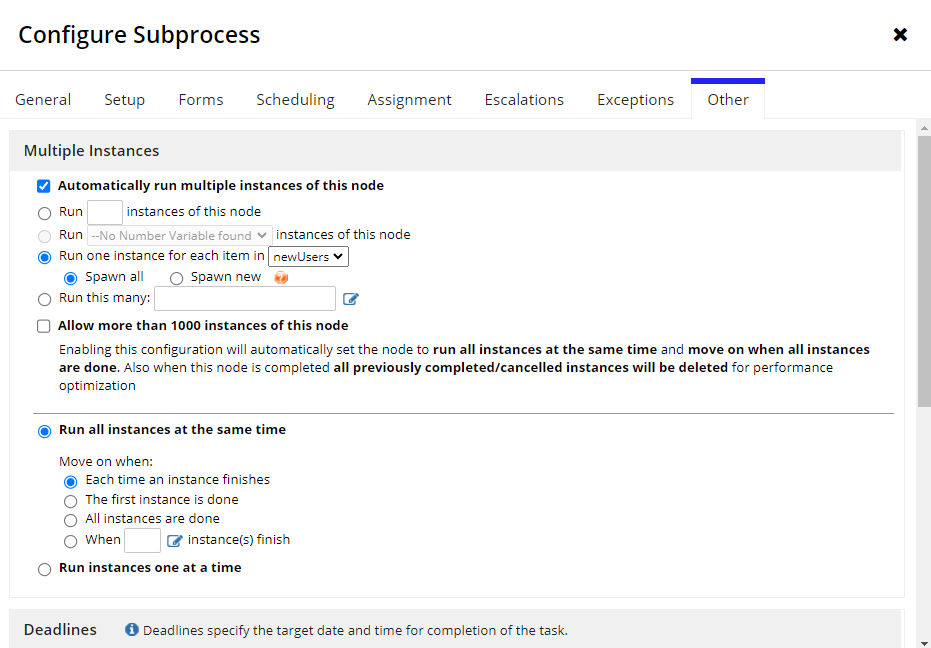 Configure Subprocess
General Setup Forms Scheduling Assignment Escalations Exceptions Other
Multiple Instances
Automatically run multiple instances of this node
Run instances of this node
Run --No Number Variable found instances of this node
Run one instance for each item in newUsers
Spawn all Spawn new ?
Run this many:
Allow more than 1000 instances of this node
Enabling this configuration will automatically set the node to run all instances at the same time and move on when all instances
are done. Also when this node is completed all previously completed/cancelled instances will be deleted for performance
optimization
Run all instances at the same time
Move on when:
Each time an instance finishes
The first instance is done
All instances are done
When instance(s) finish
Run instances one at a time
Deadlines Deadlines specify the target date and time for completion of the task.